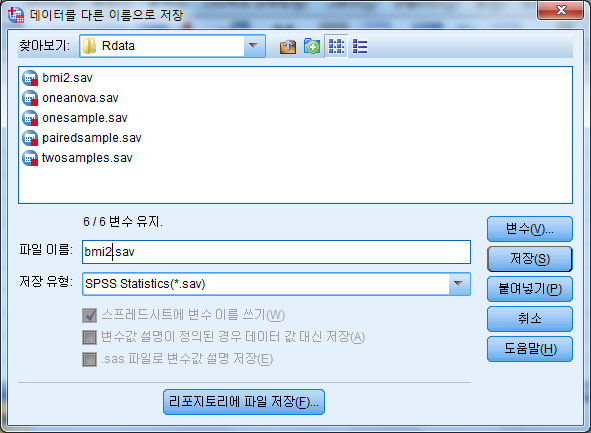 데이터를 다른 이름으로 저장
찾아보기: Rdata
bmi2.sav
oneanova.sav
onesample.sav
pairedsample.sav
twosamples.sav
6 / 6 변수 유지.
변수(V)...
파일 이름: bmi2.sav
저장(S)
저장 유형: SPSS Statistics(*.sav)
붙여넣기(P)
스프레드시트에 변수 이름 쓰기(W)
취소
변수값 설명이 정의된 경우 데이터 값 대신 저장(A)
도움말(H)
.sas 파일로 변수값 설명 저장(E)
리포지토리에 파일 저장(F)...